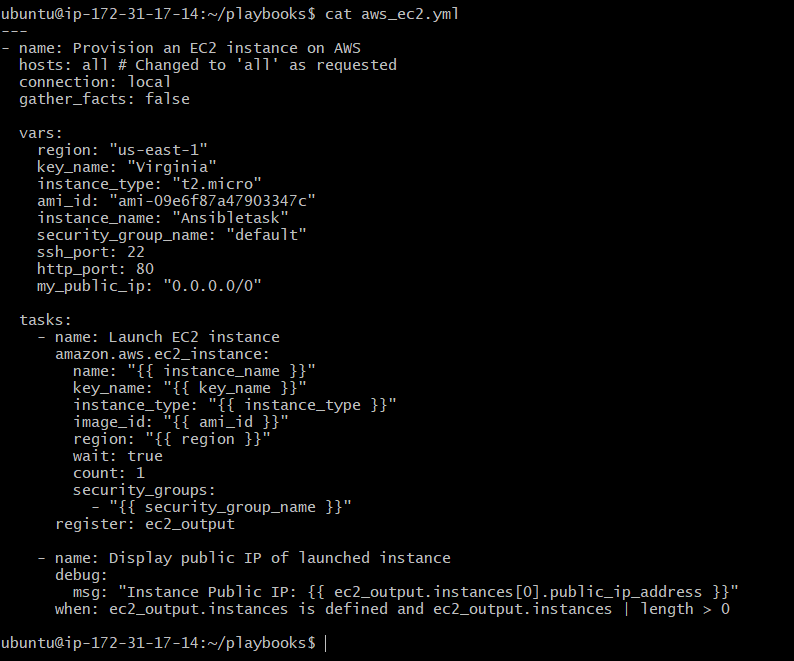 ubuntu@ip-172-31-17-14:~/playbooks$ cat aws_ec2.yml
---
- name: Provision an EC2 instance on AWS
  hosts: all # Changed to 'all' as requested
  connection: local
  gather_facts: false

  vars:
    region: "us-east-1"
    key_name: "Virginia"
    instance_type: "t2.micro"
    ami_id: "ami-09e6f87a47903347c"
    instance_name: "Ansibletask"
    security_group_name: "default"
    ssh_port: 22
    http_port: 80
    my_public_ip: "0.0.0.0/0"

  tasks:
    - name: Launch EC2 instance
      amazon.aws.ec2_instance:
        name: "{{ instance_name }}"
        key_name: "{{ key_name }}"
        instance_type: "{{ instance_type }}"
        image_id: "{{ ami_id }}"
        region: "{{ region }}"
        wait: true
        count: 1
        security_groups:
          - "{{ security_group_name }}"
      register: ec2_output

    - name: Display public IP of launched instance
      debug:
        msg: "Instance Public IP: {{ ec2_output.instances[0].public_ip_address }}"
      when: ec2_output.instances is defined and ec2_output.instances | length > 0

ubuntu@ip-172-31-17-14:~/playbooks$